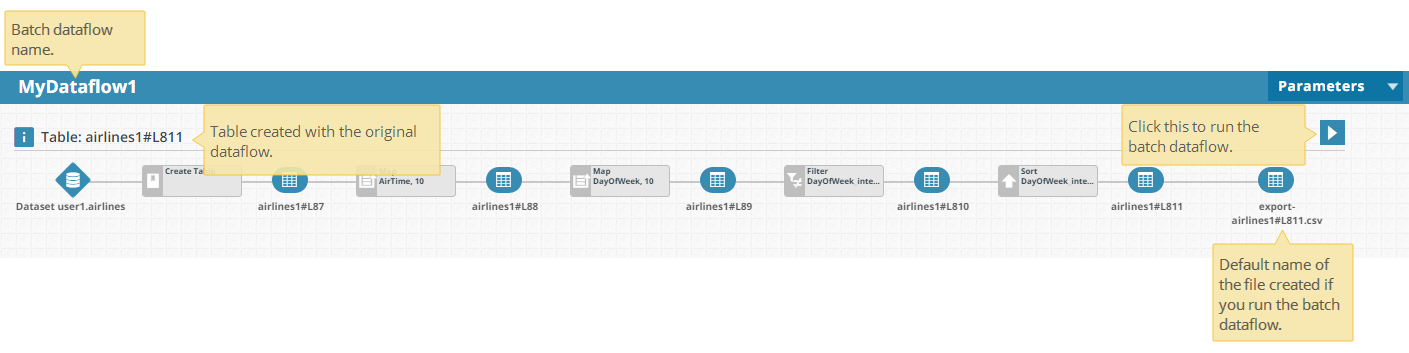 Batch dataflow
name.
MyDataflow1
Parameters
Table: airlines1#L811
Table created with the original
dataflow.
Click this to run the
batch dataflow.
Create Ta
Map
AirTime, 10
Map
DayOfWeek, 10
Filter
DayOfWeek_inte...
Sort
DayOfWeek_inte...
Dataset user1.airlines
airlines1#L87
airlines1#L88
airlines1#L89
airlines1#L810
airlines1#L811
export-
airlines1#L811.csv
Default name of
the file created if
you run the batch
dataflow.